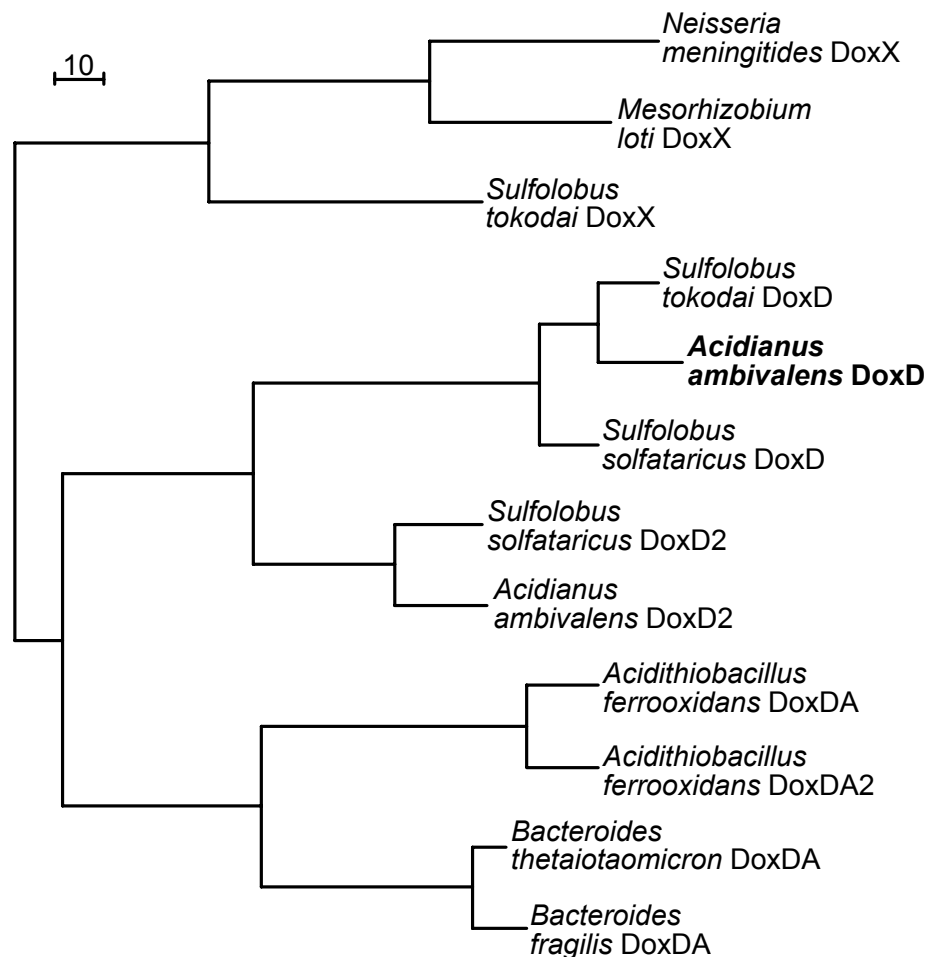 10
Neisseria
meningitides DoxX
Mesorhizobium
loti DoxX
Sulfolobus
tokodai DoxX
Sulfolobus
tokodai DoxD
Acidianus
ambivalens DoxD
Sulfolobus
solfataricus DoxD
Sulfolobus
solfataricus DoxD2
Acidianus
ambivalens DoxD2
Acidithiobacillus
ferrooxidans DoxDA
Acidithiobacillus
ferrooxidans DoxDA2
Bacteroides
thetaiotaomicron DoxDA
Bacteroides
fragilis DoxDA